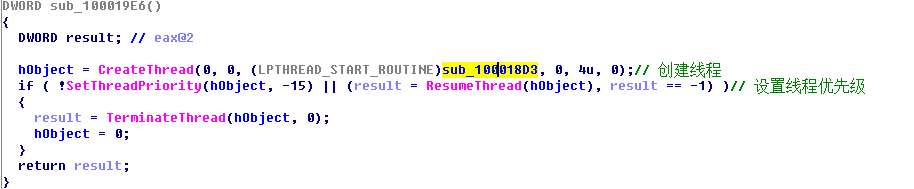 DWORD sub_100019E6()
{
  DWORD result; // eax@2

  hObject = CreateThread(0, 0, (LPTHREAD_START_ROUTINE)sub_100018D3, 0, 4u, 0);// 创建线程
  if ( !SetThreadPriority(hObject, -15) || (result = ResumeThread(hObject), result == -1) )// 设置线程优先级
  {
    result = TerminateThread(hObject, 0);
    hObject = 0;
  }
  return result;
}